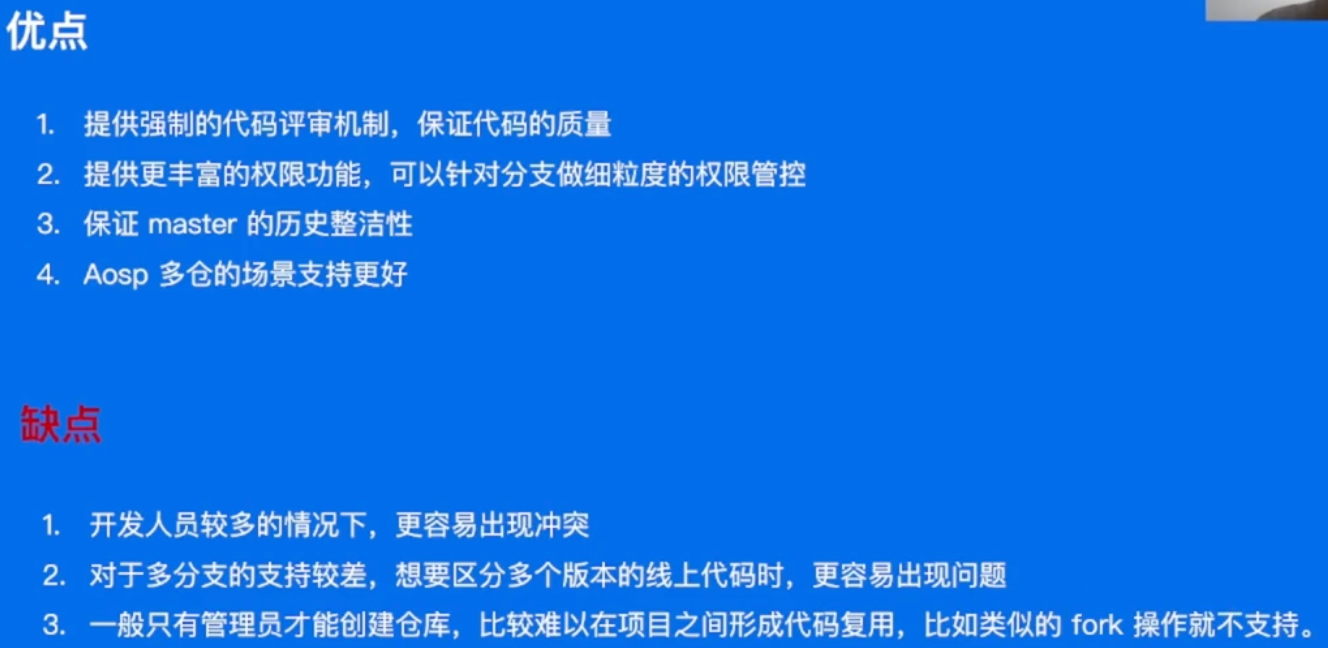 优点
1. 提供强制的代码评审机制，保证代码的质量
2. 提供更丰富的权限功能，可以针对分支做细粒度的权限管控
3. 保证 master 的历史整洁性
4. Aosp 多仓的场景支持更好
缺点
1. 开发人员较多的情况下，更容易出现冲突
2. 对于多分支的支持较差，想要区分多个版本的线上代码时，更容易出现问题
3. 一般只有管理员才能创建仓库，比较难以在项目之间形成代码复用，比如类似的 fork 操作就不支持。